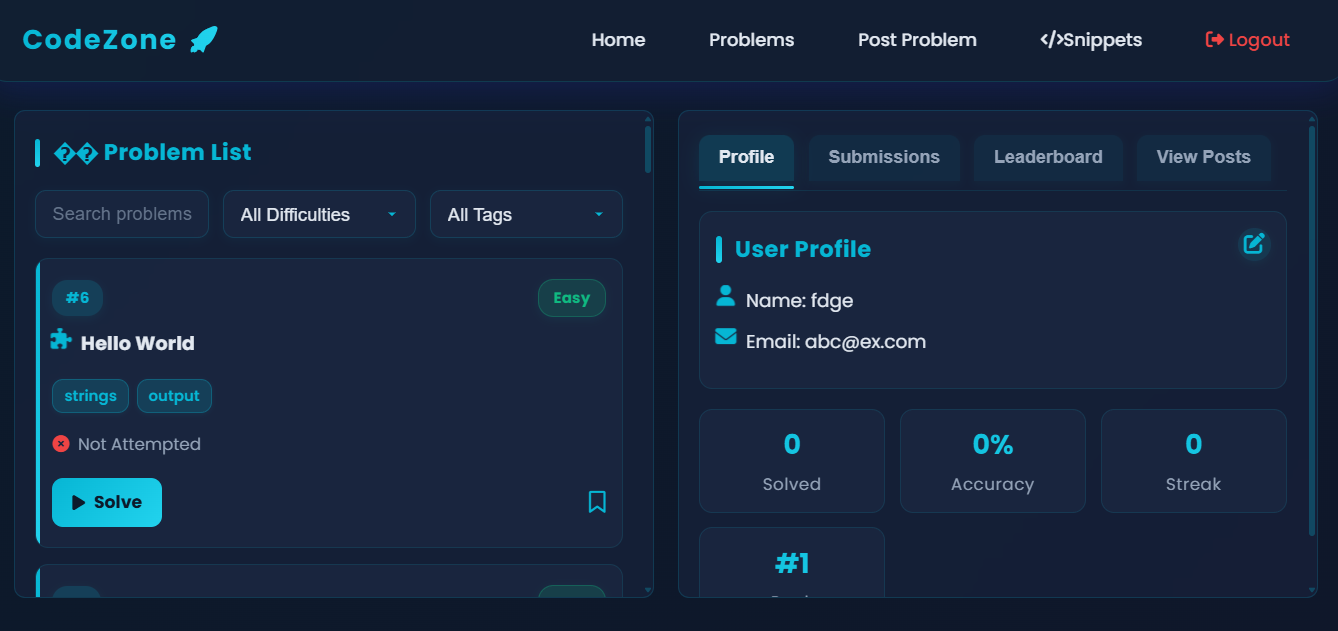 CodeZone
Home
Problems
Post Problem
</>Snippets
Logout
�� Problem List
Search problems
All Difficulties
All Tags
#6
Easy
Hello World
strings
output
Not Attempted
Solve
Profile
Submissions
Leaderboard
View Posts
User Profile
Name: fdge
Email: abc@ex.com
0
Solved
0%
Accuracy
0
Streak
#1